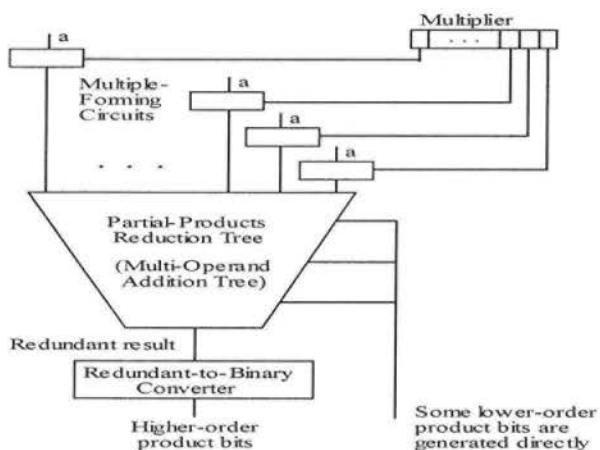 Multiplier
. . .
a
Multiple-
Forming
Circuits
a
a
a
. . .
Partial-Products
Reduction Tree
(Multi-Operand
Addition Tree)
Redundant result
Redundant-to-Binary
Converter
Higher-order
product bits
Some lower-order
product bits are
generated directly